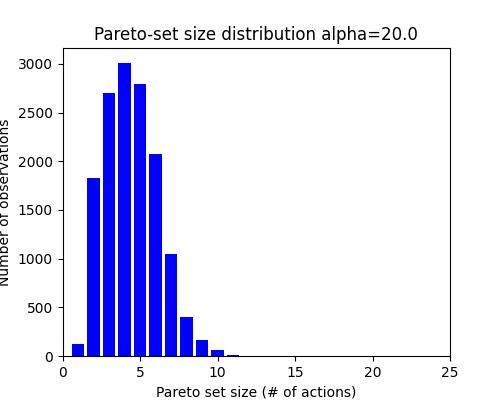 Pareto-set size distribution alpha=20.0
3000
2500
2000
1500
1000
500
0
Number of observations
0 5 10 15 20 25
Pareto set size (# of actions)